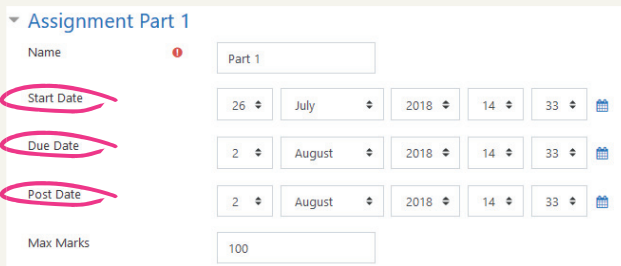 Assignment Part 1
Name Part 1
Start Date 26 July 2018 14 33
Due Date 2 August 2018 14 33
Post Date 2 August 2018 14 33
Max Marks 100